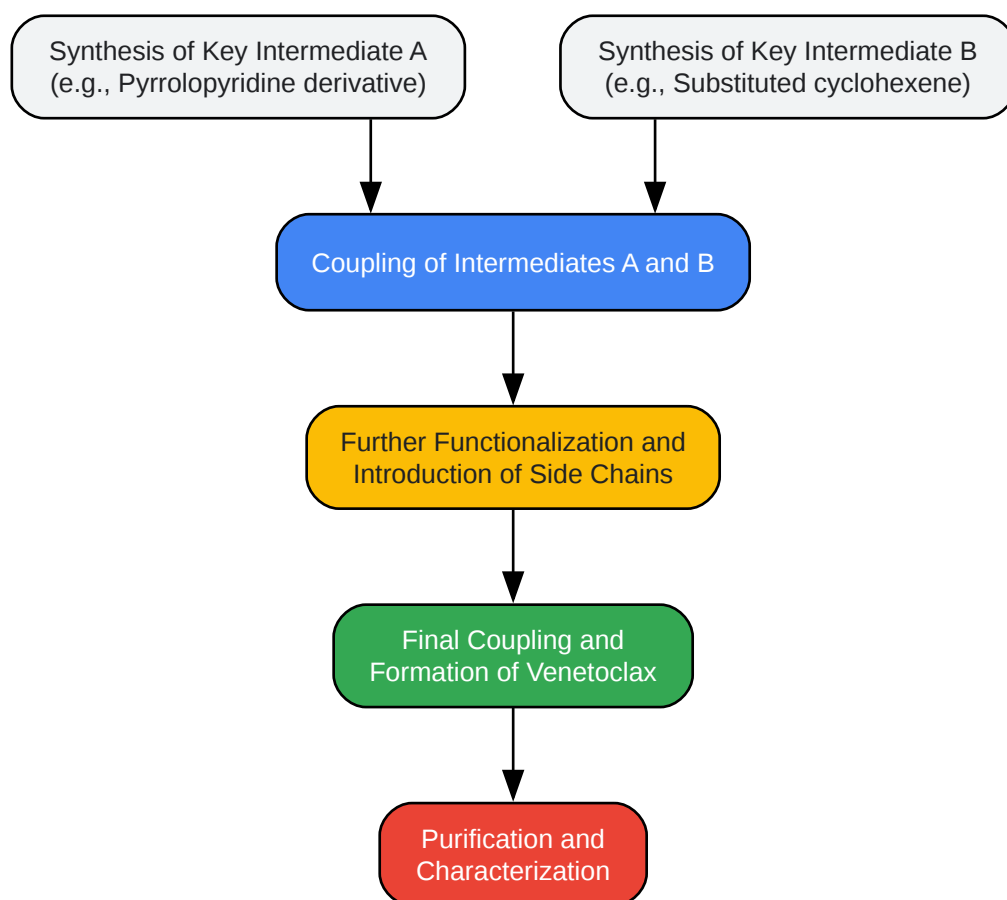 Synthesis of Key Intermediate A
(e.g., Pyrrolopyridine derivative)
Synthesis of Key Intermediate B
(e.g., Substituted cyclohexene)
Coupling of Intermediates A and B
Further Functionalization and
Introduction of Side Chains
Final Coupling and
Formation of Venetoclax
Purification and
Characterization